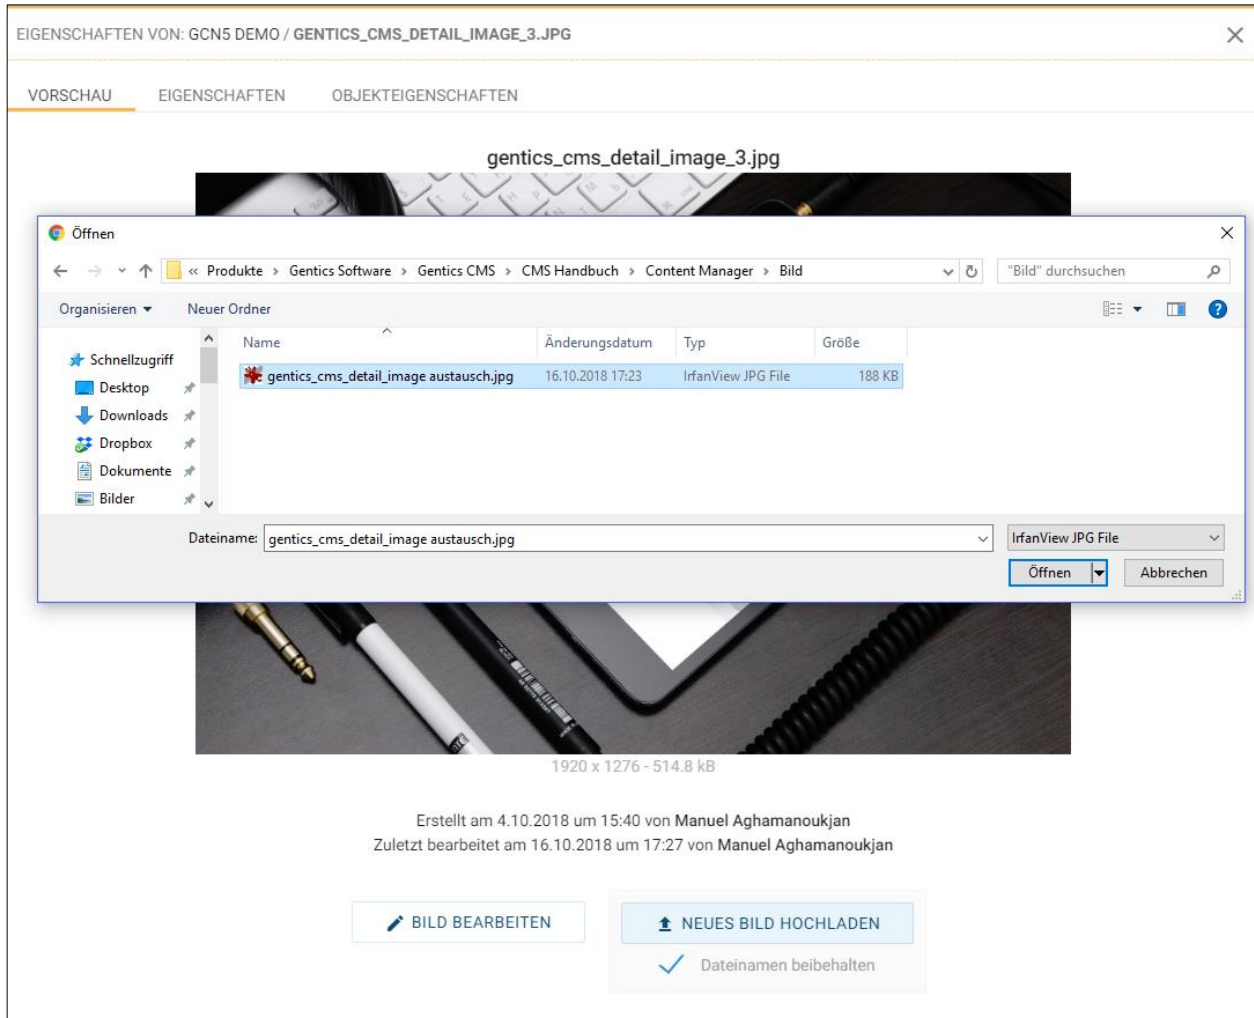 EIGENSCHAFTEN VON: GCN5 DEMO / GENTICS_CMS_DETAIL_IMAGE_3.JPG
VORSCHAU EIGENSCHAFTEN OBJEKTEIGENSCHAFTEN
gentics_cms_detail_image_3.jpg
Öffnen
« Produkte > Gentics Software > Gentics CMS > CMS Handbuch > Content Manager > Bild "Bild" durchsuchen
Organisieren Neuer Ordner
Name Änderungsdatum Typ Größe
Schnellzugriff
gentics_cms_detail_image austausch.jpg 16.10.2018 17:23 IrfanView JPG File 188 KB
Desktop
Downloads
Dropbox
Dokumente
Bilder
Dateiname: gentics_cms_detail_image austausch.jpg IrfanView JPG File
Öffnen Abbrechen
1920 x 1276 - 514.8 kB
Erstellt am 4.10.2018 um 15:40 von Manuel Aghamanoukjan
Zuletzt bearbeitet am 16.10.2018 um 17:27 von Manuel Aghamanoukjan
BILD BEARBEITEN NEUES BILD HOCHLADEN
Dateinamen beibehalten